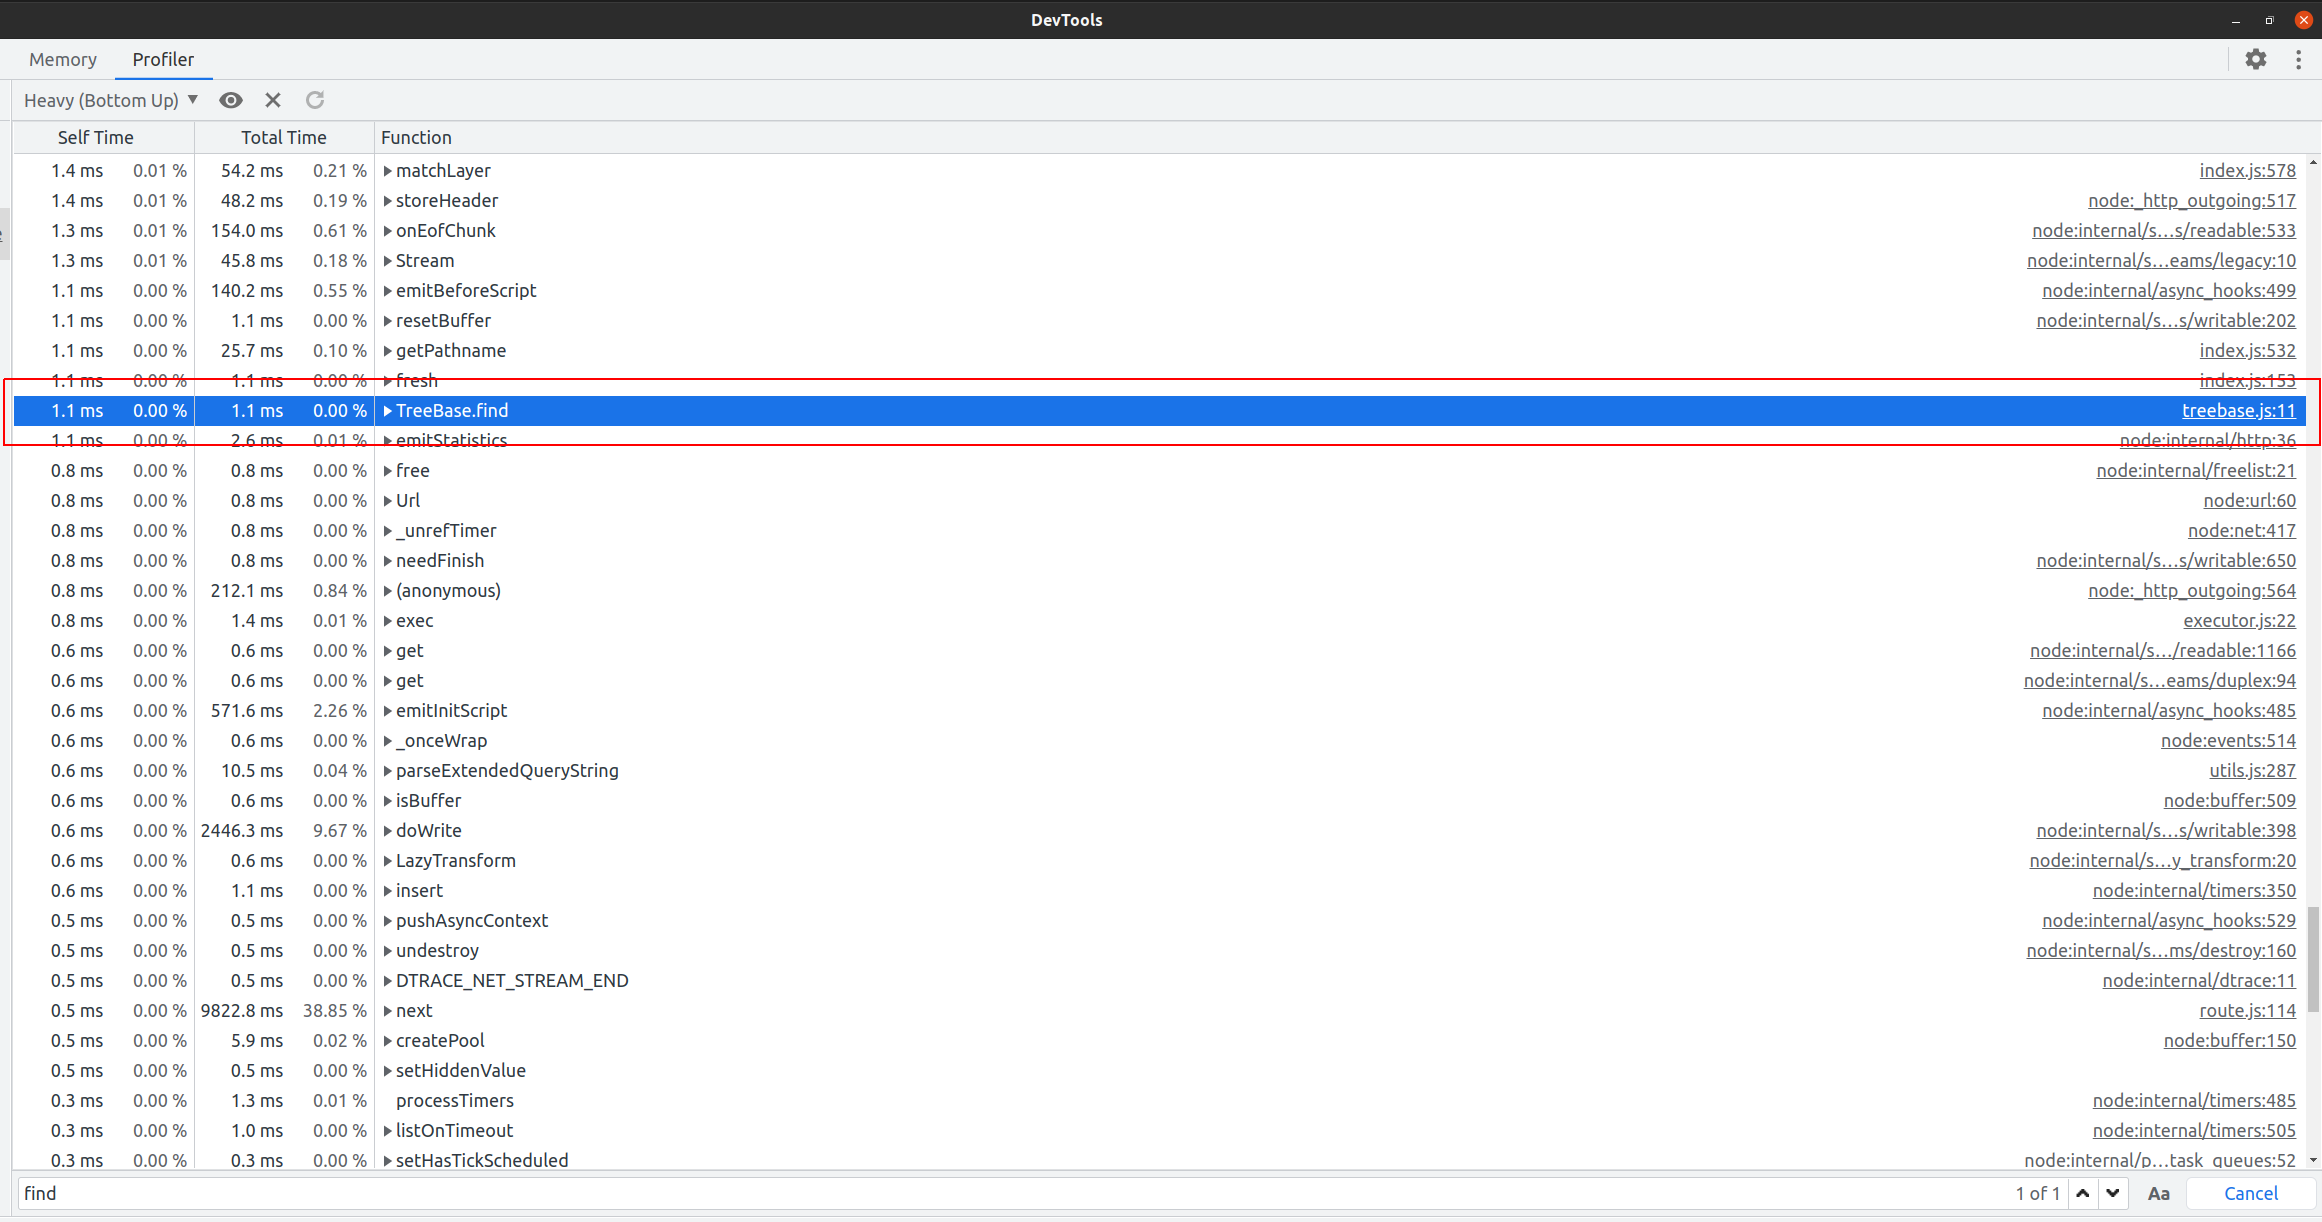 DevTools
Memory Profiler
Heavy (Bottom Up)
Self Time Total Time Function
1.4 ms 0.01 % 54.2 ms 0.21 % matchLayer index.js:578
1.4 ms 0.01 % 48.2 ms 0.19 % storeHeader node:_http_outgoing:517
1.3 ms 0.01 % 154.0 ms 0.61 % onEofChunk node:internal/s...s/readable:533
1.3 ms 0.01 % 45.8 ms 0.18 % Stream node:internal/s...eams/legacy:10
1.1 ms 0.00 % 140.2 ms 0.55 % emitBeforeScript node:internal/async_hooks:499
1.1 ms 0.00 % 1.1 ms 0.00 % resetBuffer node:internal/s...s/writable:202
1.1 ms 0.00 % 25.7 ms 0.10 % getPathname index.js:532
1.1 ms 0.00 % 1.1 ms 0.00 % fresh index.js:153
1.1 ms 0.00 % 1.1 ms 0.00 % TreeBase.find treebase.js:11
1.1 ms 0.00 % 2.6 ms 0.01 % emitStatistics node:internal/http:36
0.8 ms 0.00 % 0.8 ms 0.00 % free node:internal/freelist:21
0.8 ms 0.00 % 0.8 ms 0.00 % Url node:url:60
0.8 ms 0.00 % 0.8 ms 0.00 % _unrefTimer node:net:417
0.8 ms 0.00 % 0.8 ms 0.00 % needFinish node:internal/s...s/writable:650
0.8 ms 0.00 % 212.1 ms 0.84 % (anonymous) node:_http_outgoing:564
0.8 ms 0.00 % 1.4 ms 0.01 % exec executor.js:22
0.6 ms 0.00 % 0.6 ms 0.00 % get node:internal/s.../readable:1166
0.6 ms 0.00 % 0.6 ms 0.00 % get node:internal/s...eams/duplex:94
0.6 ms 0.00 % 571.6 ms 2.26 % emitInitScript node:internal/async_hooks:485
0.6 ms 0.00 % 0.6 ms 0.00 % _onceWrap node:events:514
0.6 ms 0.00 % 10.5 ms 0.04 % parseExtendedQueryString utils.js:287
0.6 ms 0.00 % 0.6 ms 0.00 % isBuffer node:buffer:509
0.6 ms 0.00 % 2446.3 ms 9.67 % doWrite node:internal/s...s/writable:398
0.6 ms 0.00 % 0.6 ms 0.00 % LazyTransform node:internal/s...y_transform:20
0.6 ms 0.00 % 1.1 ms 0.00 % insert node:internal/timers:350
0.5 ms 0.00 % 0.5 ms 0.00 % pushAsyncContext node:internal/async_hooks:529
0.5 ms 0.00 % 0.5 ms 0.00 % undestroy node:internal/s...ms/destroy:160
0.5 ms 0.00 % 0.5 ms 0.00 % DTRACE_NET_STREAM_END node:internal/dtrace:11
0.5 ms 0.00 % 9822.8 ms 38.85 % next route.js:114
0.5 ms 0.00 % 5.9 ms 0.02 % createPool node:buffer:150
0.5 ms 0.00 % 0.5 ms 0.00 % setHiddenValue
0.3 ms 0.00 % 1.3 ms 0.01 % processTimers node:internal/timers:485
0.3 ms 0.00 % 1.0 ms 0.00 % listOnTimeout node:internal/timers:505
0.3 ms 0.00 % 0.3 ms 0.00 % setHasTickScheduled node:internal/p...task_queues:52
find 1 of 1 Aa Cancel